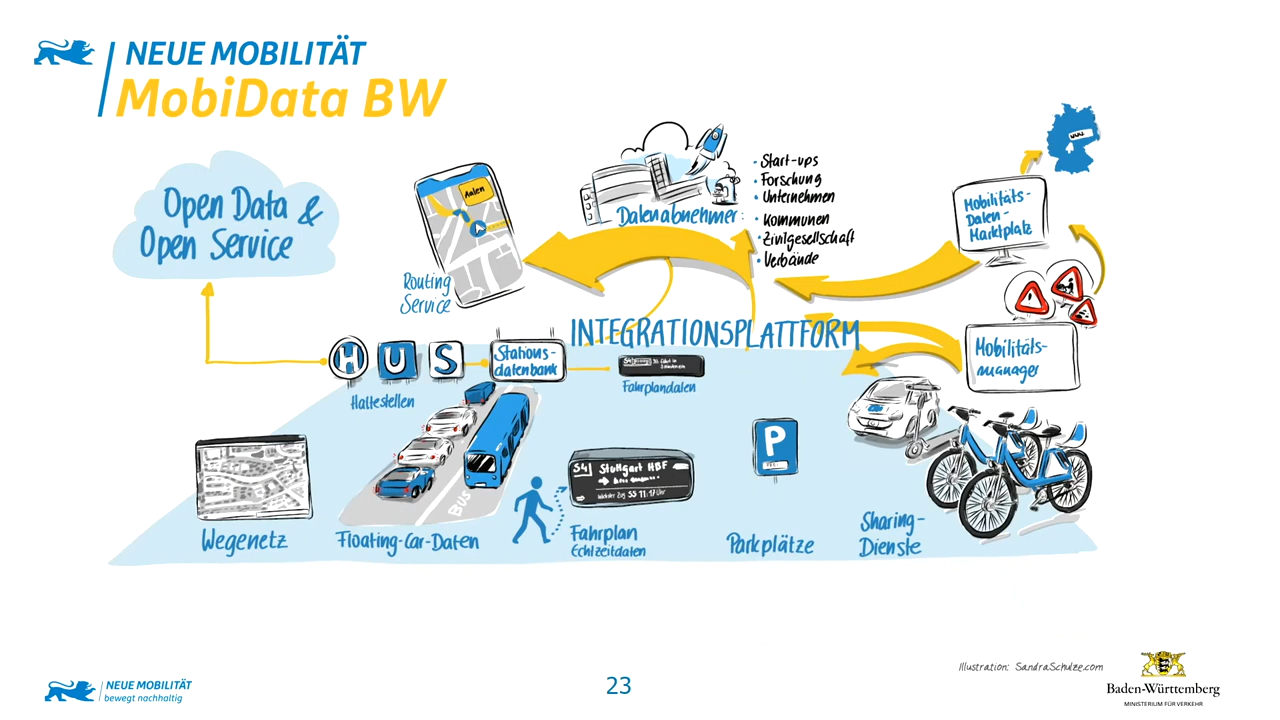 NEUE MOBILITÄT
MobiData BW
Open Data &
Open Service
Aalen
Routing
Service
Datenabnehmer:
• Start-ups
• Forschung
• Unternehmen
• Kommunen
• Zivilgesellschaft
• Verbände
Mobilitäts-
Daten-
Marktplatz
INTEGRATIONSPLATTFORM
Mobilitäts-
manager
H U S
Haltestellen
Stations-
datenbank
Fahrplandaten
Wegenetz
BUS
Floating-Car-Daten
S4 Stuttgart HBF
Fahrplan
Echtzeitdaten
P
Parkplätze
Sharing-
Dienste
Illustration: SandraSchulze.com
NEUE MOBILITÄT
bewegt nachhaltig
23
Baden-Württemberg
MINISTERIUM FÜR VERKEHR